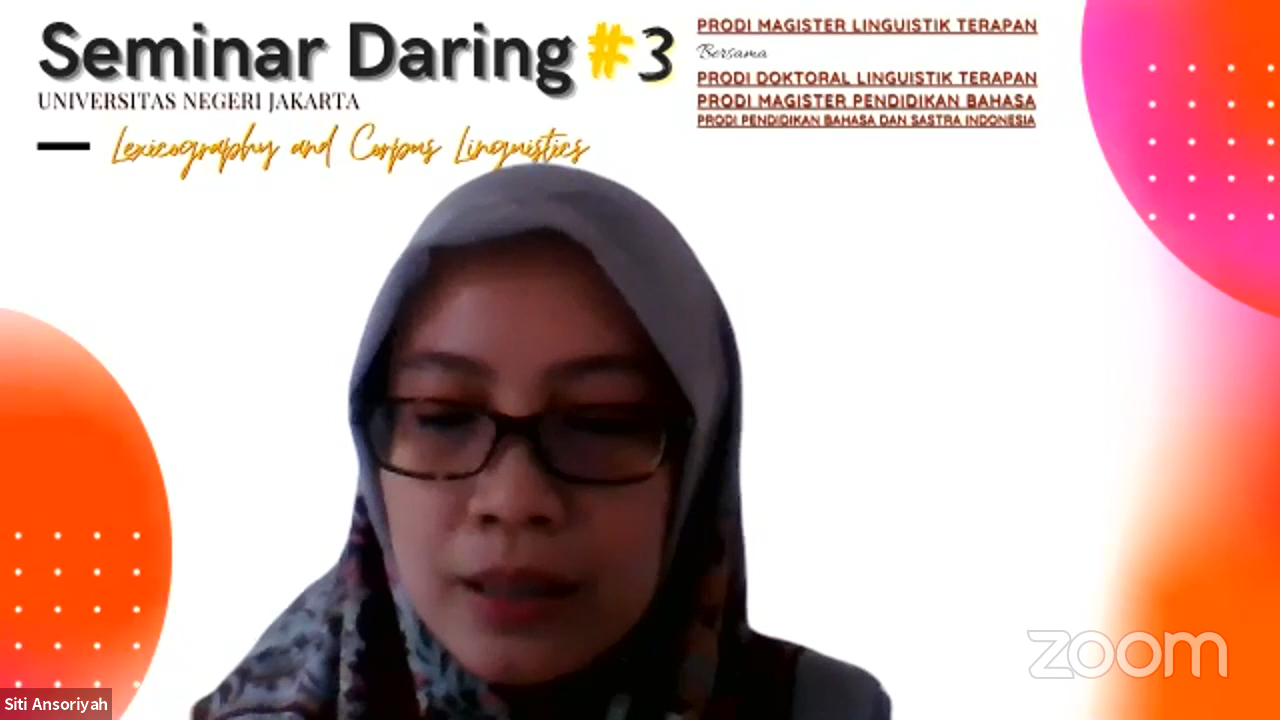 Seminar Daring #3
UNIVERSITAS NEGERI JAKARTA
Lexicography and Corpus Linguistics
PRODI MAGISTER LINGUISTIK TERAPAN
Bersama
PRODI DOKTORAL LINGUISTIK TERAPAN
PRODI MAGISTER PENDIDIKAN BAHASA
PRODI PENDIDIKAN BAHASA DAN SASTRA INDONESIA
zoom
Siti Ansoriyah